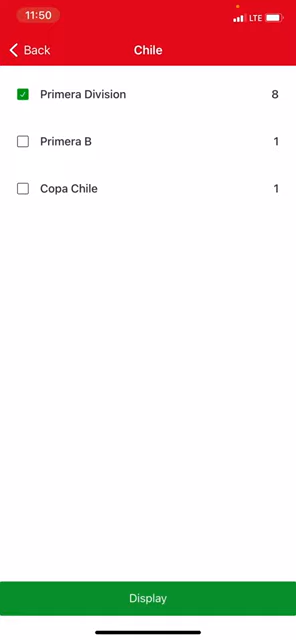 11:50
LTE
Back
Chile
Primera Division 8
Primera B 1
Copa Chile 1
Display